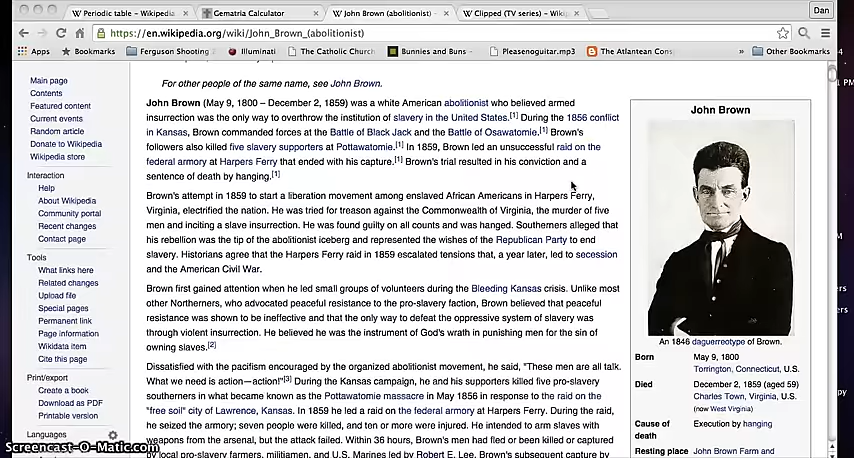 Periodic table - Wikipedia
Gematria Calculator
John Brown (abolitionist) -
Clipped (TV series) - Wikip
Dan
https://en.wikipedia.org/wiki/John_Brown_(abolitionist)
Apps
Bookmarks
Ferguson Shooting
Illuminati
The Catholic Church
Bunnies and Buns -
Pleasenoguitar.mp3
The Atlantean Cons
»
Other Bookmarks
Main page
Contents
Featured content
Current events
Random article
Donate to Wikipedia
Wikipedia store
Interaction
Help
About Wikipedia
Community portal
Recent changes
Contact page
Tools
What links here
Related changes
Upload file
Special pages
Permanent link
Page information
Wikidata item
Cite this page
Print/export
Create a book
Download as PDF
Printable version
Languages
For other people of the same name, see John Brown.
John Brown (May 9, 1800 – December 2, 1859) was a white American abolitionist who believed armed
insurrection was the only way to overthrow the institution of slavery in the United States.[1] During the 1856 conflict
in Kansas, Brown commanded forces at the Battle of Black Jack and the Battle of Osawatomie.[1] Brown's
followers also killed five slavery supporters at Pottawatomie.[1] In 1859, Brown led an unsuccessful raid on the
federal armory at Harpers Ferry that ended with his capture.[1] Brown's trial resulted in his conviction and a
sentence of death by hanging.[1]
Brown's attempt in 1859 to start a liberation movement among enslaved African Americans in Harpers Ferry,
Virginia, electrified the nation. He was tried for treason against the Commonwealth of Virginia, the murder of five
men and inciting a slave insurrection. He was found guilty on all counts and was hanged. Southerners alleged that
his rebellion was the tip of the abolitionist iceberg and represented the wishes of the Republican Party to end
slavery. Historians agree that the Harpers Ferry raid in 1859 escalated tensions that, a year later, led to secession
and the American Civil War.
Brown first gained attention when he led small groups of volunteers during the Bleeding Kansas crisis. Unlike most
other Northerners, who advocated peaceful resistance to the pro-slavery faction, Brown believed that peaceful
resistance was shown to be ineffective and that the only way to defeat the oppressive system of slavery was
through violent insurrection. He believed he was the instrument of God's wrath in punishing men for the sin of
owning slaves.[2]
Dissatisfied with the pacifism encouraged by the organized abolitionist movement, he said, "These men are all talk.
What we need is action—action!"[3] During the Kansas campaign, he and his supporters killed five pro-slavery
southerners in what became known as the Pottawatomie massacre in May 1856 in response to the raid on the
"free soil" city of Lawrence, Kansas. In 1859 he led a raid on the federal armory at Harpers Ferry. During the raid,
he seized the armory; seven people were killed, and ten or more were injured. He intended to arm slaves with
weapons from the arsenal, but the attack failed. Within 36 hours, Brown's men had fled or been killed or captured
by local pro-slavery farmers, militiamen, and U.S. Marines led by Robert E. Lee. Brown's subsequent capture by
John Brown
An 1846 daguerreotype of Brown.
Born May 9, 1800
Torrington, Connecticut, U.S.
Died December 2, 1859 (aged 59)
Charles Town, Virginia, U.S.
(now West Virginia)
Cause of death Execution by hanging
Resting place John Brown Farm and
Screencast-O-Matic.com